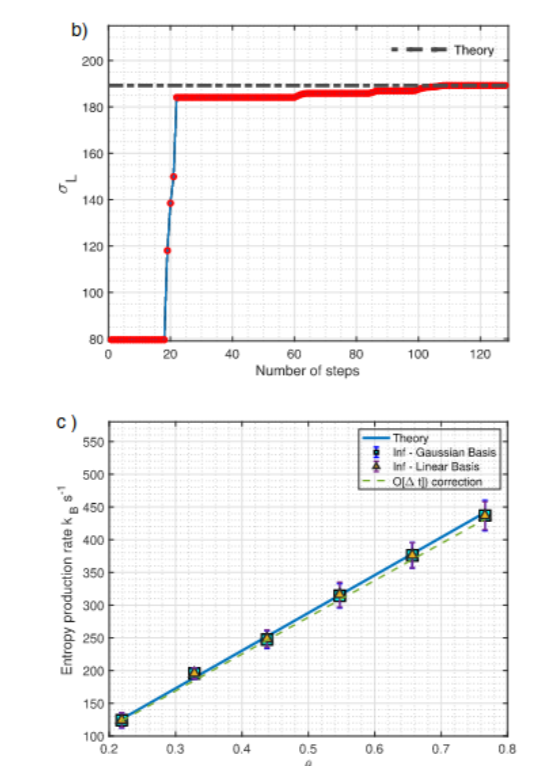 b)
Theory
200
180
160
140
120
100
80
σ_L
0 20 40 60 80 100 120
Number of steps
c )
Theory
Inf - Gaussian Basis
Inf - Linear Basis
O[Δ t]) correction
550
500
450
400
350
300
250
200
150
100
Entropy production rate k_B s^-1
0.2 0.3 0.4 0.5 0.6 0.7 0.8